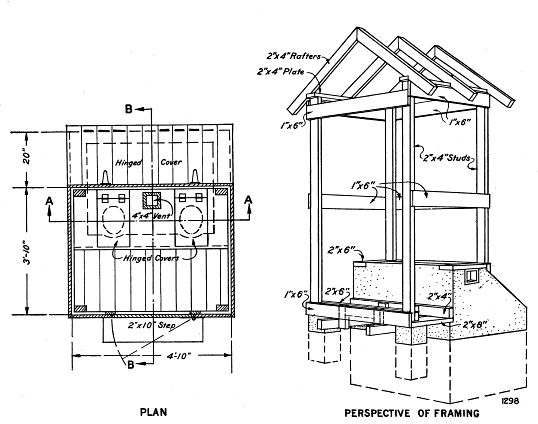 B
20"
Hinged Cover
A
A
4"x4" Vent
3'-10"
Hinged Covers
2"x10" Step
B
4'-10"
PLAN
2"x4" Rafters
2"x4" Plate
1"x6"
1"x6"
2"x4" Studs
1"x6"
2"x6"
1"x6"
2"x6"
2"x4"
2"x8"
1298
PERSPECTIVE OF FRAMING